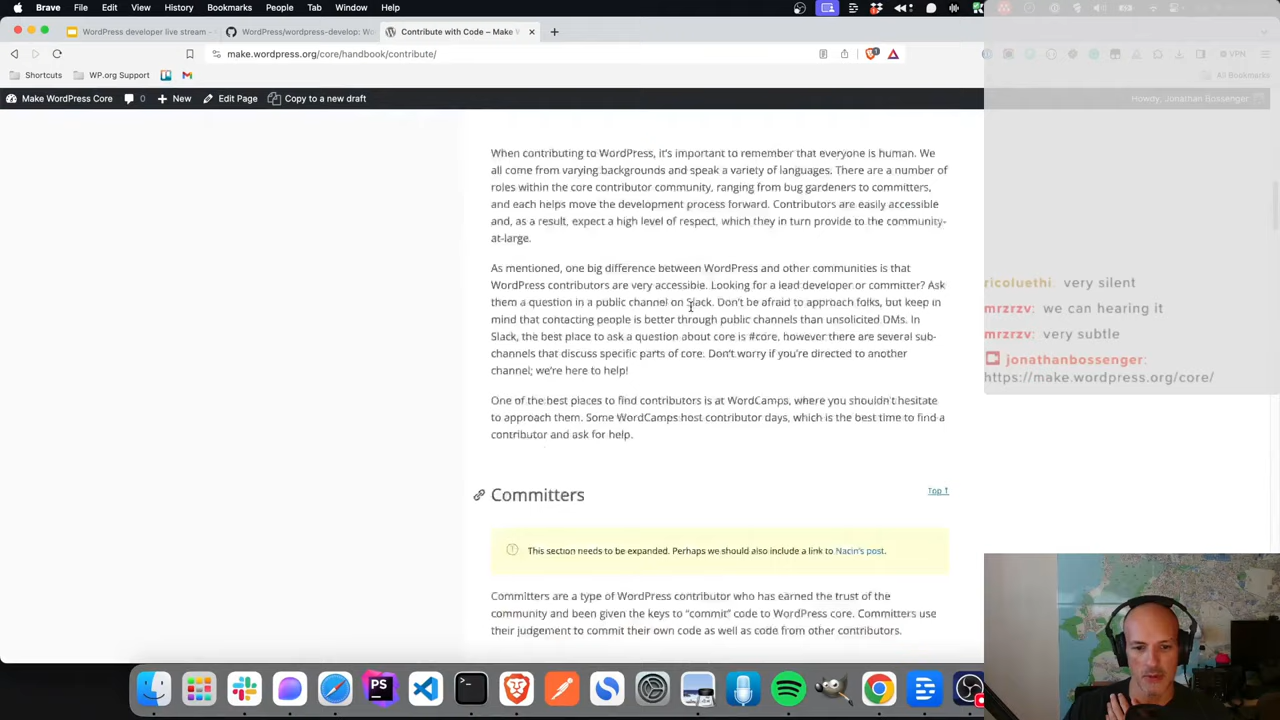 Brave File Edit View History Bookmarks People Tab Window Help
WordPress developer live stream -
WordPress/wordpress-develop: Wo
Contribute with Code – Make
make.wordpress.org/core/handbook/contribute/
VPN
Shortcuts
WP.org Support
All Bookmarks
Make WordPress Core
0
New
Edit Page
Copy to a new draft
Howdy, Jonathan Bossenger
When contributing to WordPress, it's important to remember that everyone is human. We
all come from varying backgrounds and speak a variety of languages. There are a number of
roles within the core contributor community, ranging from bug gardeners to committers,
and each helps move the development process forward. Contributors are easily accessible
and, as a result, expect a high level of respect, which they in turn provide to the community-
at-large.
As mentioned, one big difference between WordPress and other communities is that
WordPress contributors are very accessible. Looking for a lead developer or committer? Ask
them a question in a public channel on Slack. Don't be afraid to approach folks, but keep in
mind that contacting people is better through public channels than unsolicited DMs. In
Slack, the best place to ask a question about core is #core, however there are several sub-
channels that discuss specific parts of core. Don't worry if you're directed to another
channel; we're here to help!
One of the best places to find contributors is at WordCamps, where you shouldn't hesitate
to approach them. Some WordCamps host contributor days, which is the best time to find a
contributor and ask for help.
Committers
Top ↑
This section needs to be expanded. Perhaps we should also include a link to Nacin's post.
Committers are a type of WordPress contributor who has earned the trust of the
community and been given the keys to "commit" code to WordPress core. Committers use
their judgement to commit their own code as well as code from other contributors.
ricoluethi: very silent
mrzrzv: we can hearing it
mrzrzv: very subtle
jonathanbossenger:
https://make.wordpress.org/core/
PS